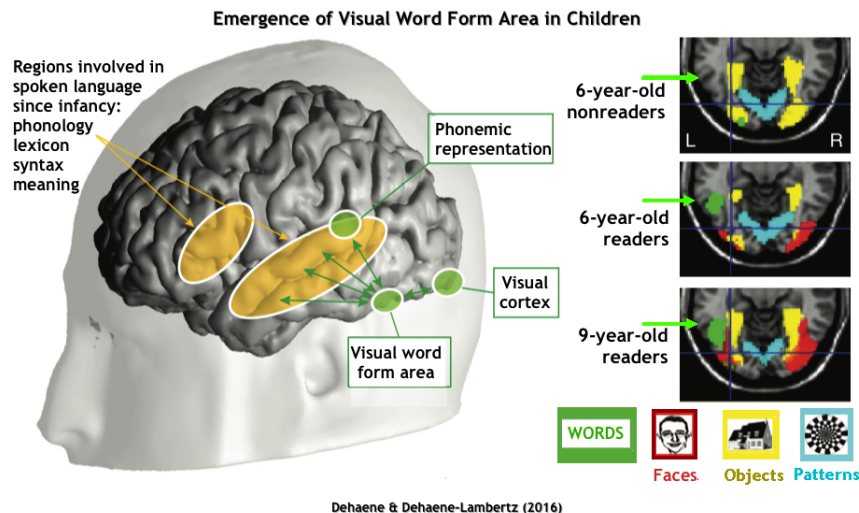 Emergence of Visual Word Form Area in Children
Regions involved in
spoken language
since infancy:
phonology
lexicon
syntax
meaning
Phonemic
representation
Visual
cortex
Visual word
form area
6-year-old
nonreaders
L
R
6-year-old
readers
9-year-old
readers
WORDS
Faces
Objects
Patterns
Dehaene & Dehaene-Lambertz (2016)